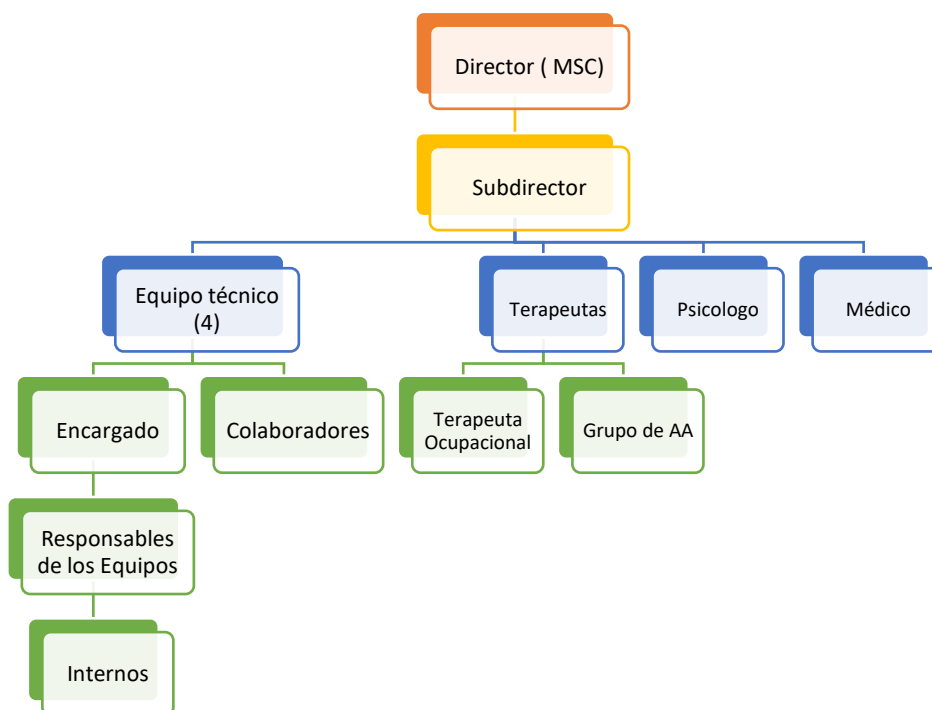 Director ( MSC)
Subdirector
Equipo técnico
(4)
Terapeutas
Psicologo
Médico
Encargado
Colaboradores
Terapeuta
Ocupacional
Grupo de AA
Responsables
de los Equipos
Internos